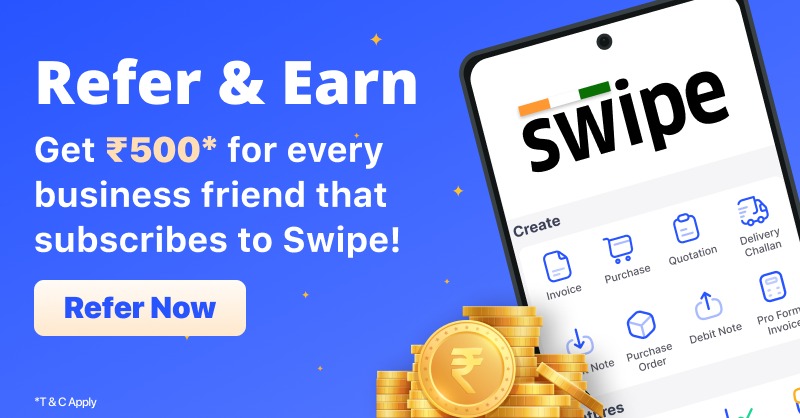 Refer & Earn
Get ₹500* for every
business friend that
subscribes to Swipe!
Refer Now
*T & C Apply
swipe
Create
Invoice
Purchase
Quotation
Delivery
Challan
Note
Purchase
Order
Debit Note
Pro Form
Invoice
₹